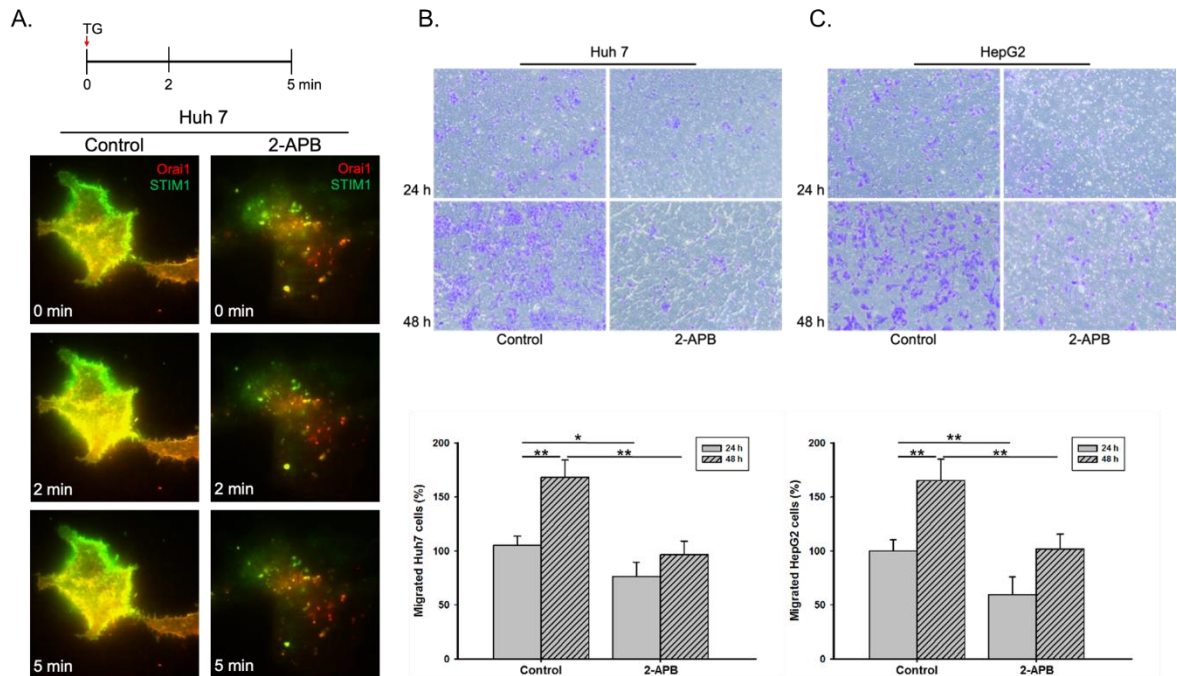 A.
TG
0 2 5 min
Huh 7
Control 2-APB
Orai1
STIM1
0 min
Orai1
STIM1
0 min
2 min
2 min
5 min
5 min
B.
Huh 7
24 h
48 h
Control 2-APB
Migrated Huh7 cells (%)
200
150
100
50
0
* 
** **
24 h
48 h
Control 2-APB
C.
HepG2
24 h
48 h
Control 2-APB
Migrated HepG2 cells (%)
200
150
100
50
0
**
** **
24 h
48 h
Control 2-APB